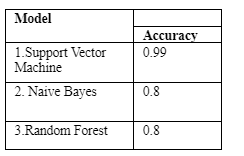 Model
Accuracy
1.Support Vector 0.99
Machine
2. Naive Bayes 0.8
3.Random Forest 0.8